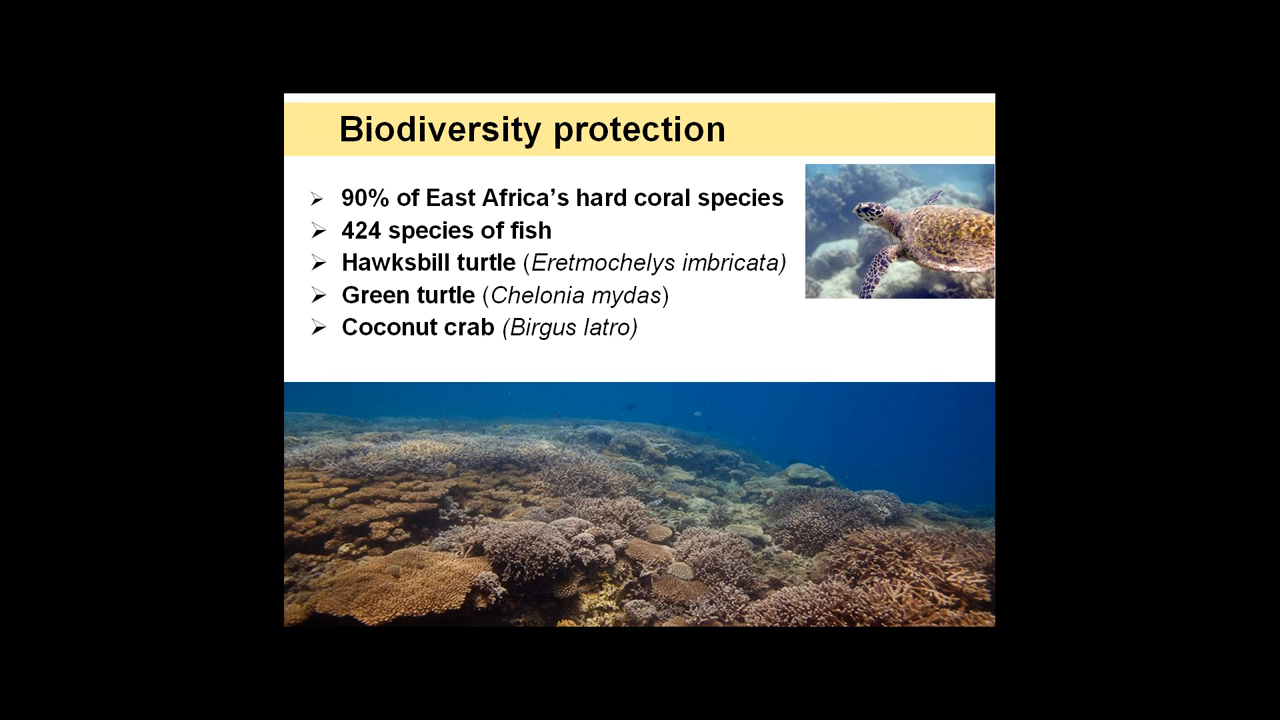 Biodiversity protection
➢ 90% of East Africa’s hard coral species
➢ 424 species of fish
➢ Hawksbill turtle (Eretmochelys imbricata)
➢ Green turtle (Chelonia mydas)
➢ Coconut crab (Birgus latro)